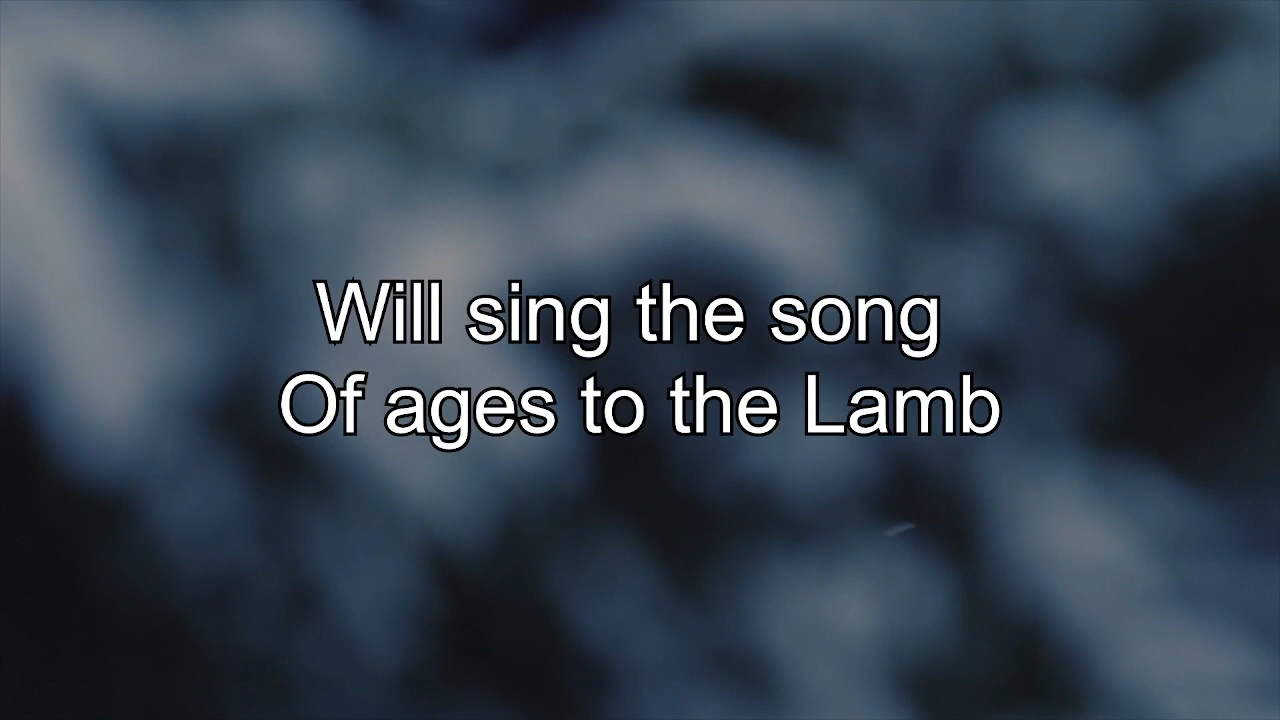 Will sing the song
Of ages to the Lamb